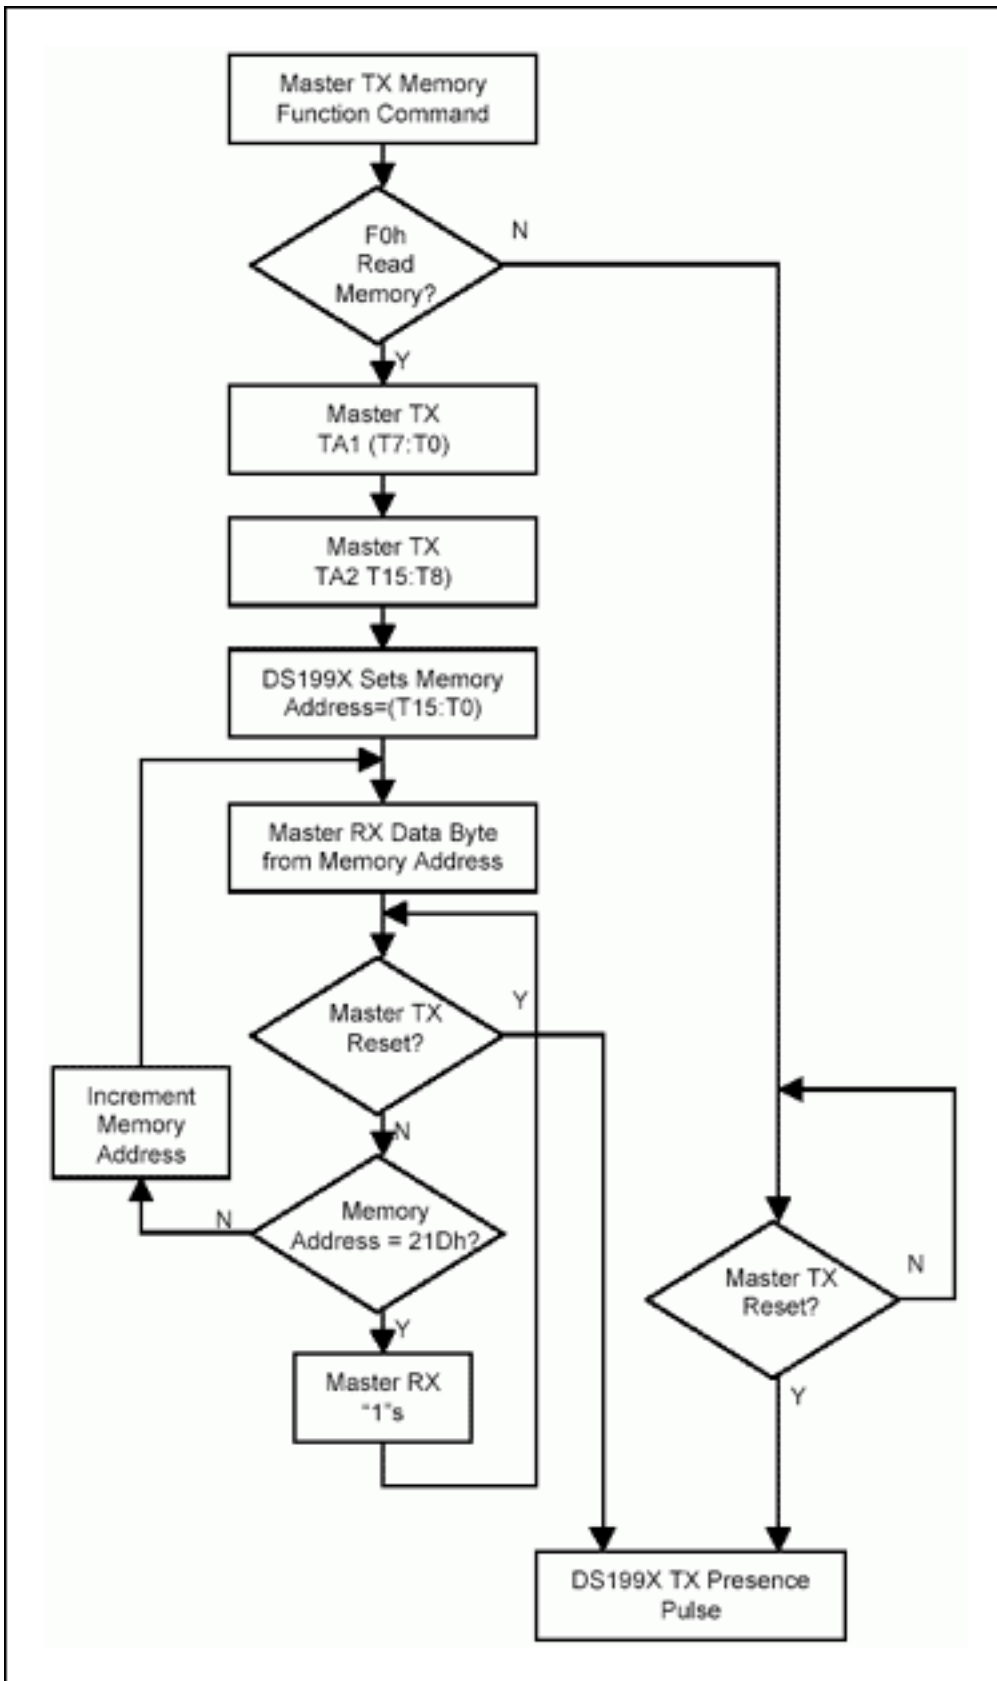 Master TX Memory
Function Command
F0h
Read
Memory?
N
Y
Master TX
TA1 (T7:T0)
Master TX
TA2 T15:T8)
DS199X Sets Memory
Address=(T15:T0)
Master RX Data Byte
from Memory Address
Master TX
Reset?
Y
N
Increment
Memory
Address
Memory
Address = 21Dh?
N
Y
Master RX
“1”s
Master TX
Reset?
N
Y
DS199X TX Presence
Pulse